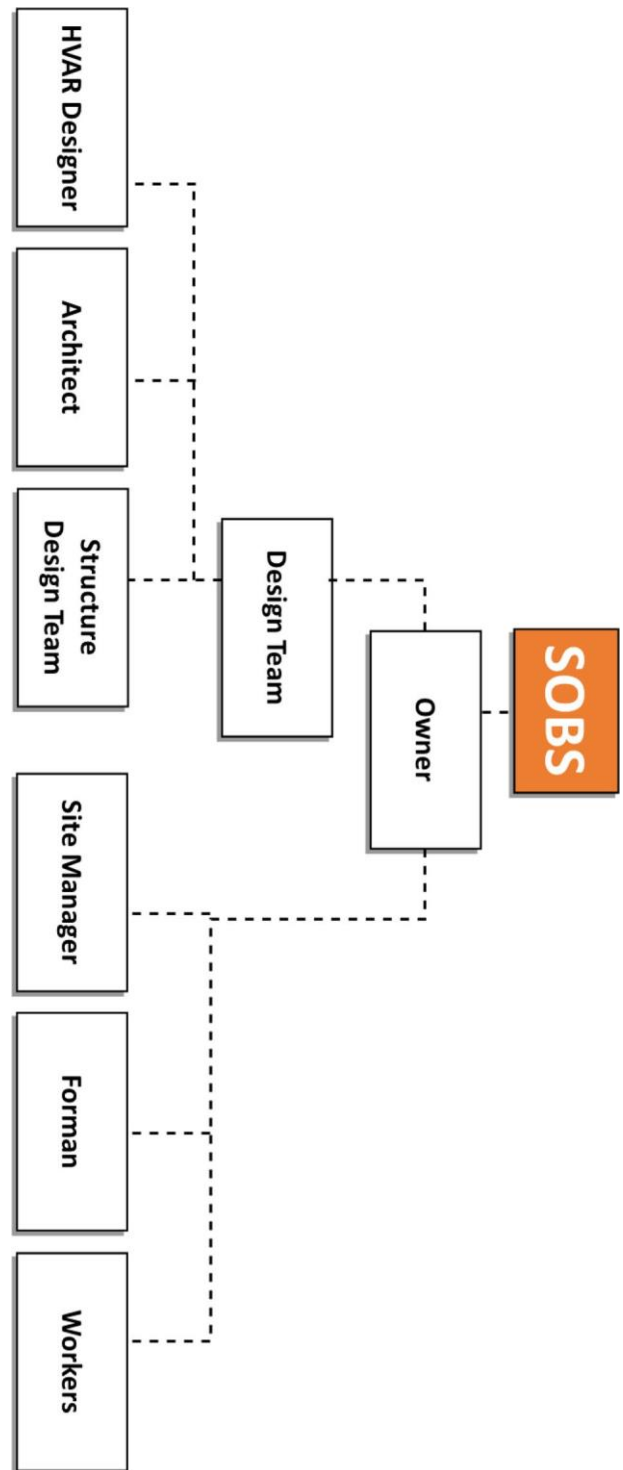 SOBS
Owner
Design Team
HVAR Designer
Architect
Structure
Design Team
Site Manager
Forman
Workers